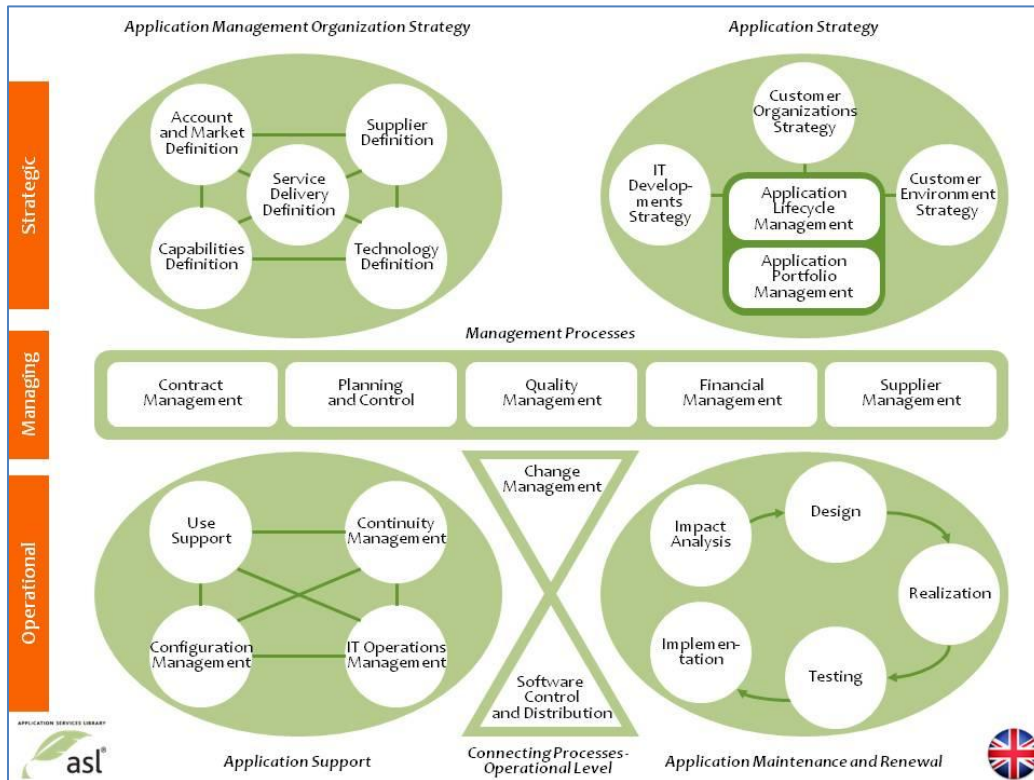 Application Management Organization Strategy
Application Strategy
Strategic
Account
and Market
Definition
Supplier
Definition
Service
Delivery
Definition
Capabilities
Definition
Technology
Definition
Customer
Organizations
Strategy
IT
Develop-
ments
Strategy
Customer
Environment
Strategy
Application
Lifecycle
Management
Application
Portfolio
Management
Managing
Management Processes
Contract
Management
Planning
and Control
Quality
Management
Financial
Management
Supplier
Management
Operational
Use
Support
Continuity
Management
Configuration
Management
IT Operations
Management
Change
Management
Software
Control
and Distribution
Impact
Analysis
Design
Realization
Testing
Implemen-
tation
APPLICATION SERVICES LIBRARY
asl®
Application Support
Connecting Processes-
Operational Level
Application Maintenance and Renewal